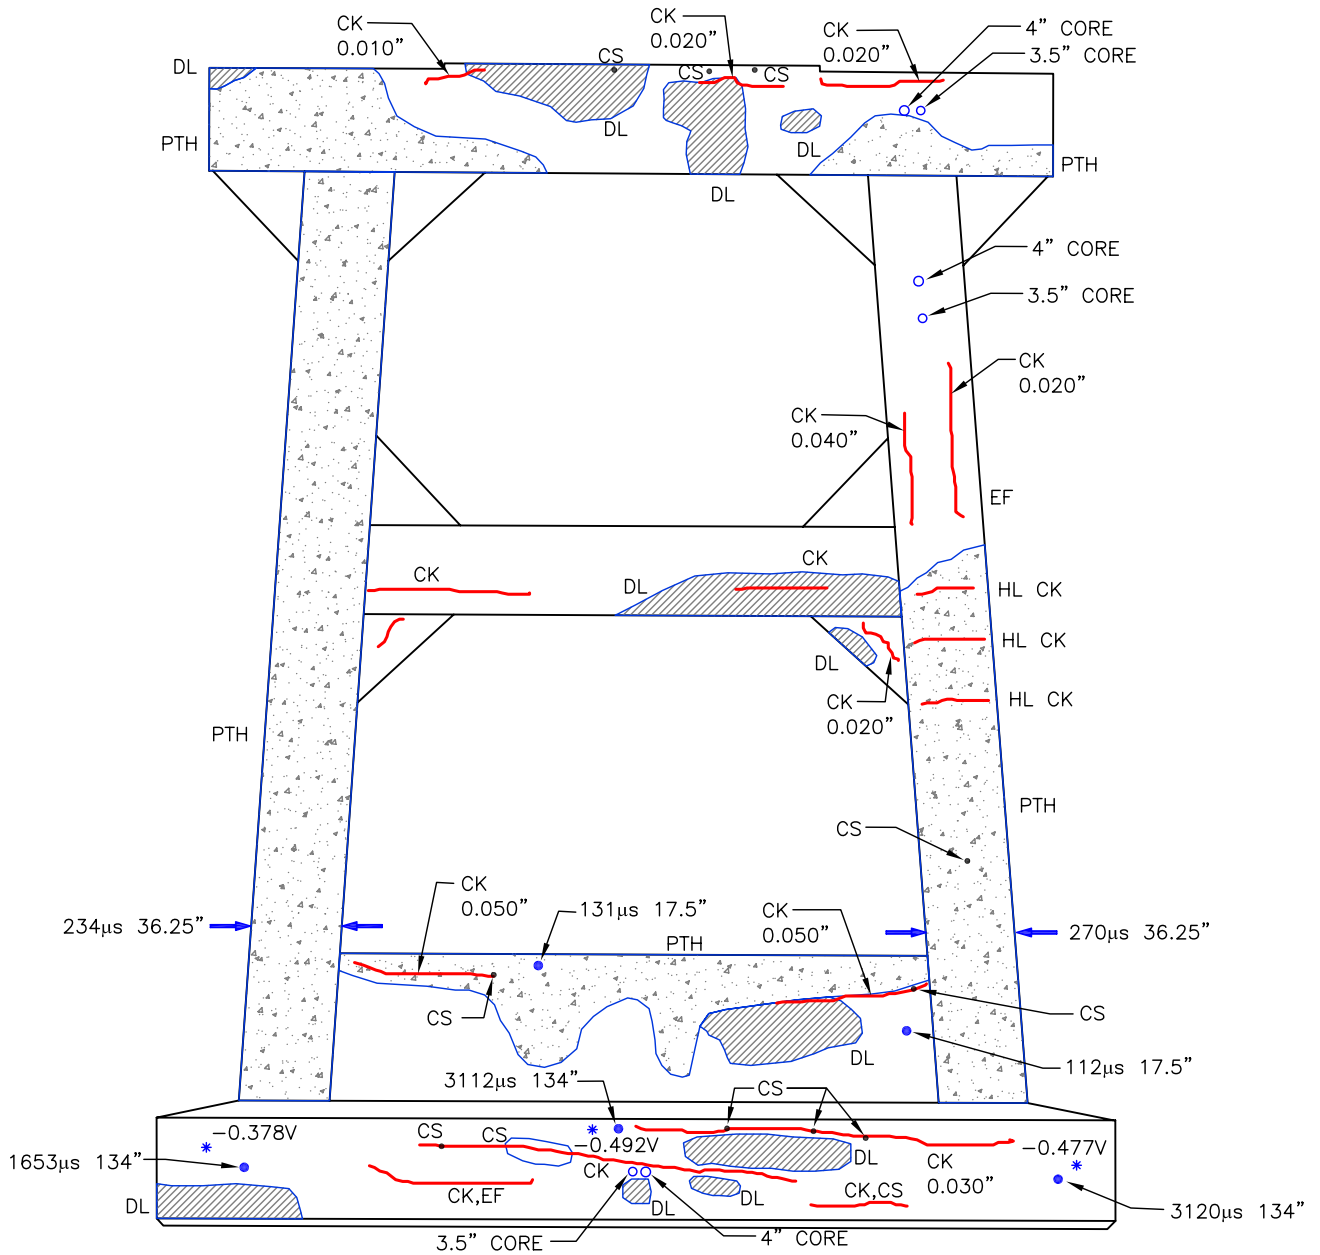 CK
0.010”
CK
0.020”
CK
0.020”
4” CORE
3.5” CORE
DL
CS
CS
CS
PTH
DL
DL
PTH
DL
4” CORE
3.5” CORE
CK
0.020”
CK
0.040”
EF
CK
DL
CK
HL CK
HL CK
DL
CK
0.020”
HL CK
PTH
PTH
CS
CK
0.050”
131µs 17.5”
CK
0.050”
234µs 36.25”
PTH
270µs 36.25”
CS
CS
DL
112µs 17.5”
3112µs 134”
CS
-0.378V
CS
CS
-0.492V
-0.477V
1653µs 134”
DL
CK
CK
0.030”
DL
CK,EF
DL
DL
CK,CS
3120µs 134”
3.5” CORE
4” CORE